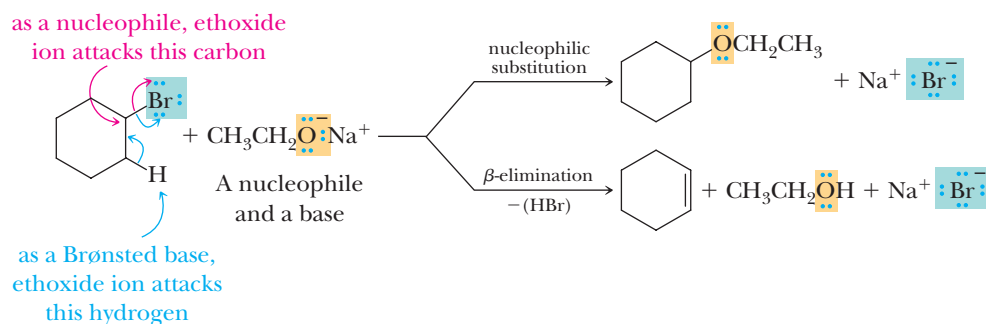 as a nucleophile, ethoxide
ion attacks this carbon
Br
H
+ CH₃CH₂O⁻Na⁺
A nucleophile
and a base
as a Brønsted base,
ethoxide ion attacks
this hydrogen
nucleophilic
substitution
OCH₂CH₃
+ Na⁺ Br⁻
β-elimination
−(HBr)
+ CH₃CH₂OH + Na⁺ Br⁻